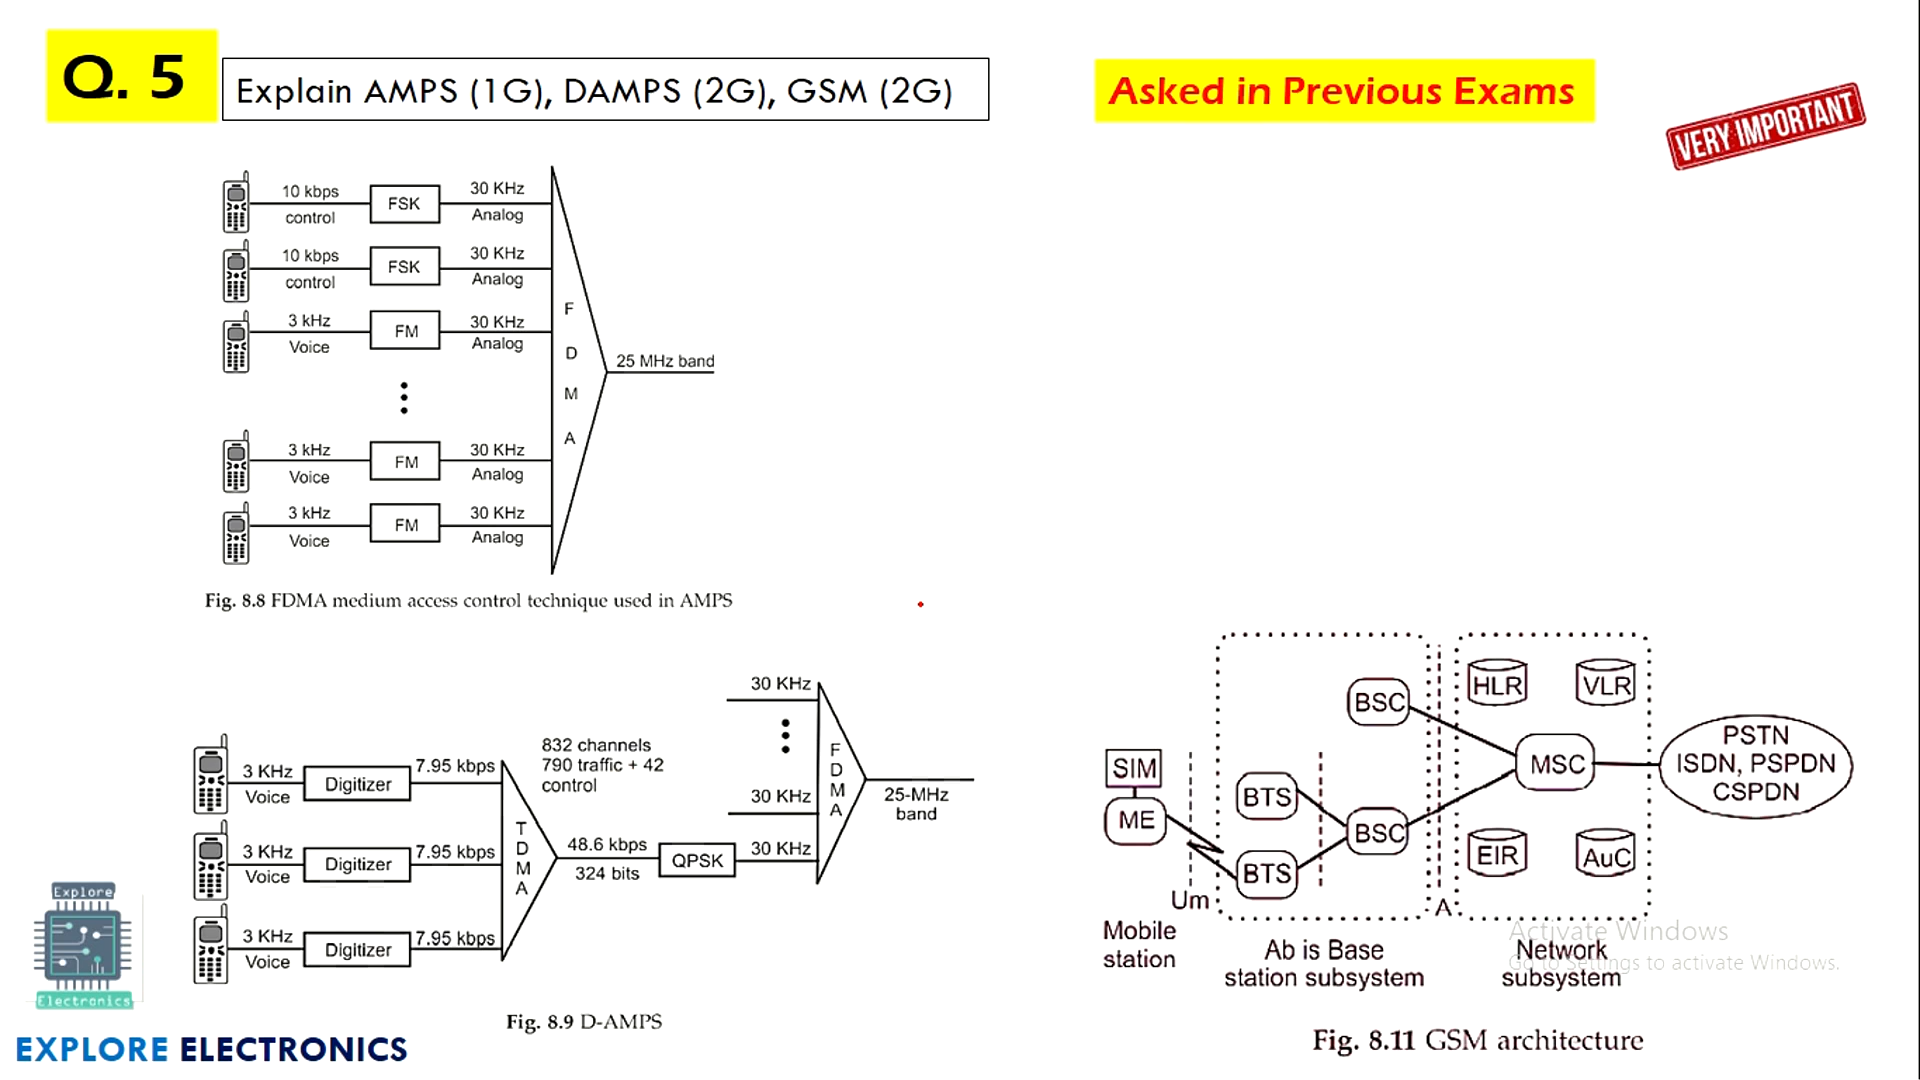 Q. 5
Explain AMPS (1G), DAMPS (2G), GSM (2G)
Asked in Previous Exams
VERY IMPORTANT
10 kbps
control
FSK
30 KHz
Analog
10 kbps
control
FSK
30 KHz
Analog
3 kHz
Voice
FM
30 KHz
Analog
F
D
M
A
25 MHz band
3 kHz
Voice
FM
30 KHz
Analog
3 kHz
Voice
FM
30 KHz
Analog
Fig. 8.8 FDMA medium access control technique used in AMPS
3 KHz
Voice
Digitizer
7.95 kbps
3 KHz
Voice
Digitizer
7.95 kbps
3 KHz
Voice
Digitizer
7.95 kbps
T
D
M
A
832 channels
790 traffic + 42
control
48.6 kbps
324 bits
QPSK
30 KHz
30 KHz
30 KHz
F
D
M
A
25-MHz
band
Fig. 8.9 D-AMPS
SIM
ME
Um
Mobile
station
BTS
BTS
BSC
BSC
Ab is Base
station subsystem
A
HLR
VLR
MSC
EIR
AuC
Network
subsystem
PSTN
ISDN, PSPDN
CSPDN
Fig. 8.11 GSM architecture
Activate Windows
Go to Settings to activate Windows.
Explore
Electronics
EXPLORE ELECTRONICS